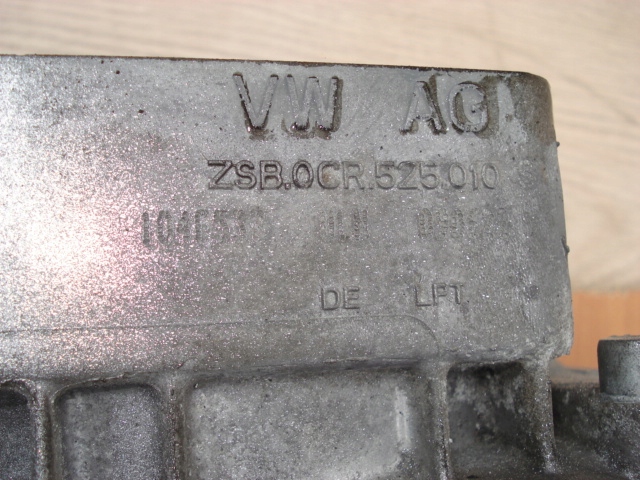 VW AG
ZSB.0CR.525.010
DE LPT